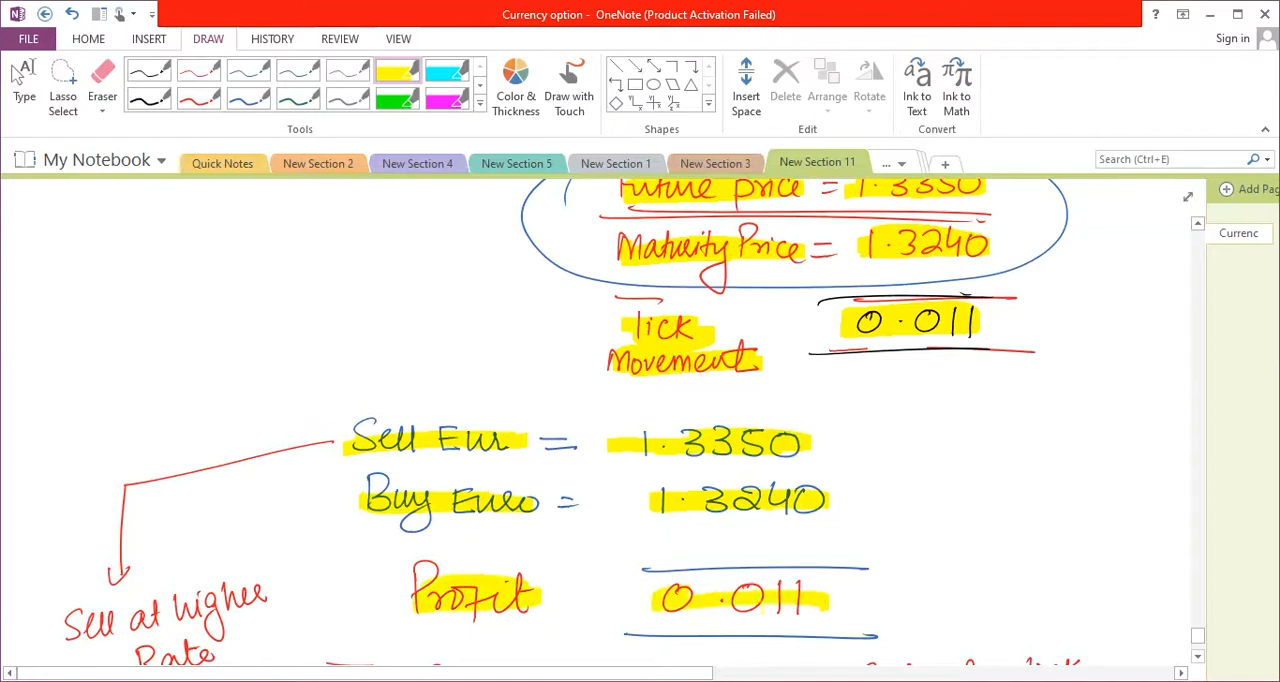 Currency option - OneNote (Product Activation Failed)
?
Sign in
FILE HOME INSERT DRAW HISTORY REVIEW VIEW
Type
Lasso Select
Eraser
Color & Thickness
Draw with Touch
Insert Space
Delete
Arrange
Rotate
Ink to Text
Ink to Math
Tools
Shapes
Edit
Convert
My Notebook
Quick Notes
New Section 2
New Section 4
New Section 5
New Section 1
New Section 3
New Section 11
...
Search (Ctrl+E)
Add Pag
Currenc
Future price = 1.3350
Maturity Price = 1.3240
Tick 0.011
Movement
Sell Eur = 1.3350
Buy Euro = 1.3240
Profit 0.011
Sell at higher
Rate